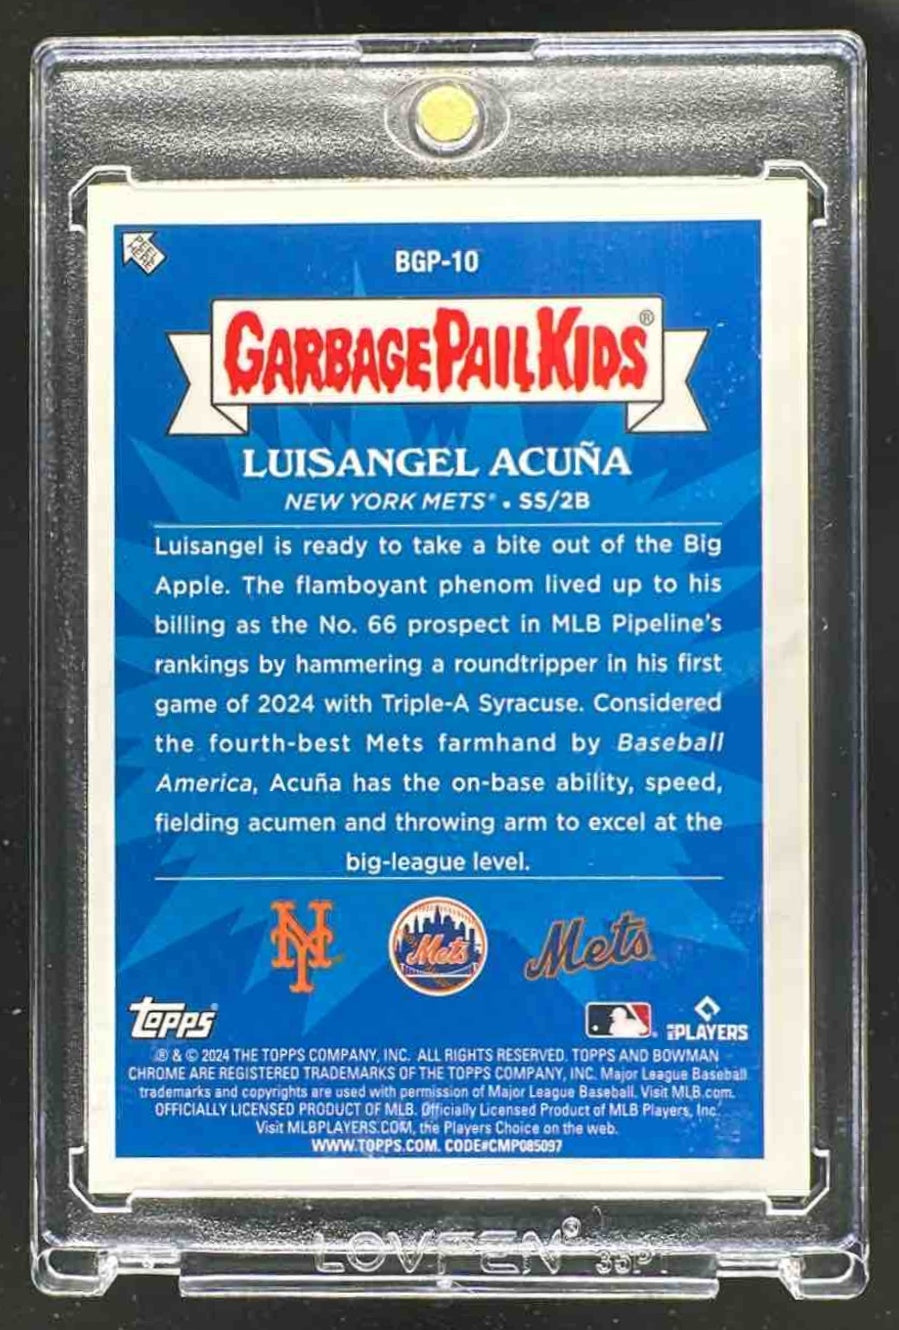 PEEL HERE
BGP-10
GARBAGE PAIL KIDS®
LUISANGEL ACUÑA
NEW YORK METS® • SS/2B
Luisangel is ready to take a bite out of the Big
Apple. The flamboyant phenom lived up to his
billing as the No. 66 prospect in MLB Pipeline's
rankings by hammering a roundtripper in his first
game of 2024 with Triple-A Syracuse. Considered
the fourth-best Mets farmhand by Baseball
America, Acuña has the on-base ability, speed,
fielding acumen and throwing arm to excel at the
big-league level.
NY Mets Mets
Topps® MLB PLAYERS
® & © 2024 THE TOPPS COMPANY, INC. ALL RIGHTS RESERVED. TOPPS AND BOWMAN
CHROME ARE REGISTERED TRADEMARKS OF THE TOPPS COMPANY, INC. Major League Baseball
trademarks and copyrights are used with permission of Major League Baseball. Visit MLB.com.
OFFICIALLY LICENSED PRODUCT OF MLB. Officially Licensed Product of MLB Players, Inc.
Visit MLBPLAYERS.COM, the Players Choice on the web.
WWW.TOPPS.COM. CODE#CMP085097
LOVFEN® 35PT